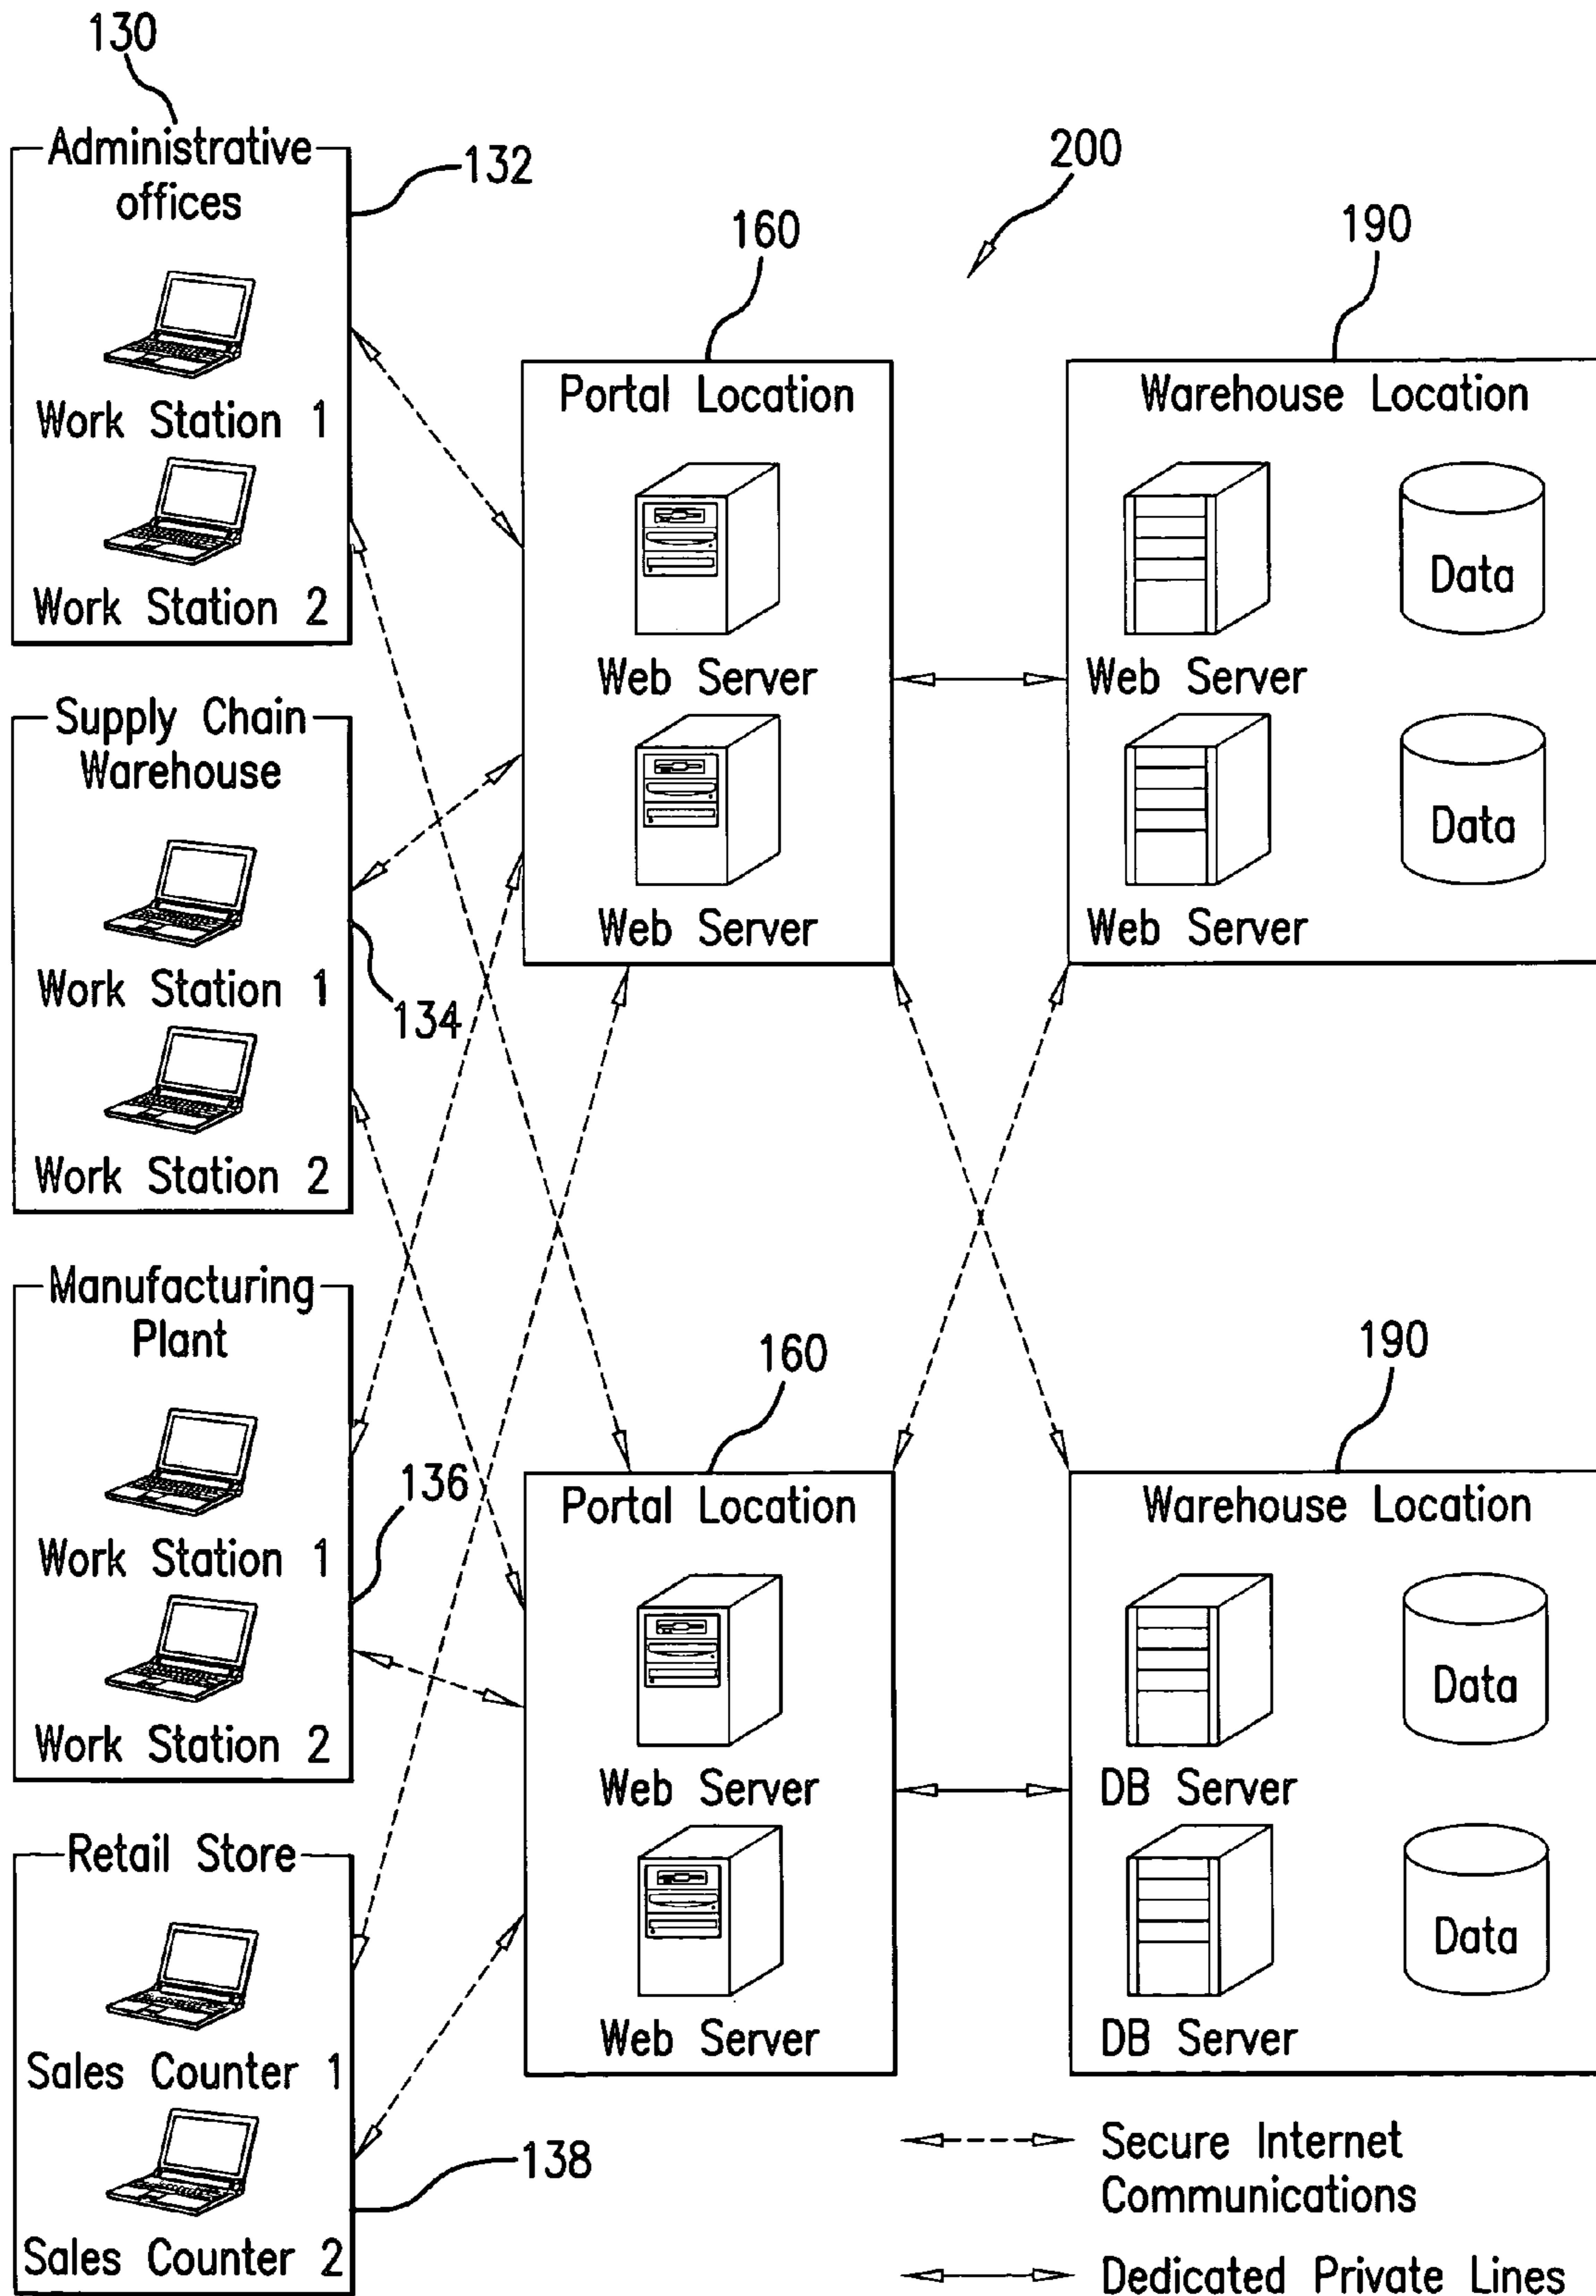 130
Administrative
offices
132
Work Station 1
Work Station 2
Supply Chain
Warehouse
Work Station 1
134
Work Station 2
Manufacturing
Plant
Work Station 1
136
Work Station 2
Retail Store
Sales Counter 1
Sales Counter 2
138
200
160
Portal Location
Web Server
Web Server
190
Warehouse Location
Data
Web Server
Data
Web Server
160
Portal Location
Web Server
Web Server
190
Warehouse Location
Data
DB Server
Data
DB Server
Secure Internet
Communications
Dedicated Private Lines